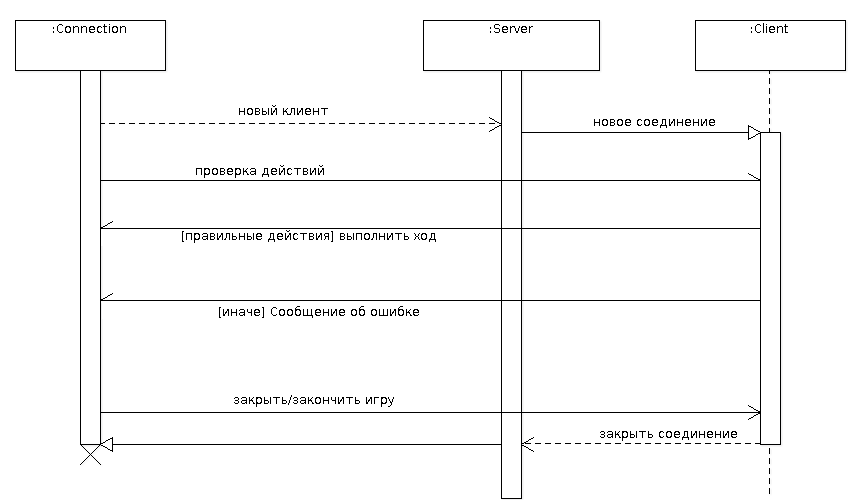 :Connection
:Server
:Client
новый клиент
новое соединение
проверка действий
[правильные действия] выполнить ход
[иначе] Сообщение об ошибке
закрыть/закончить игру
закрыть соединение